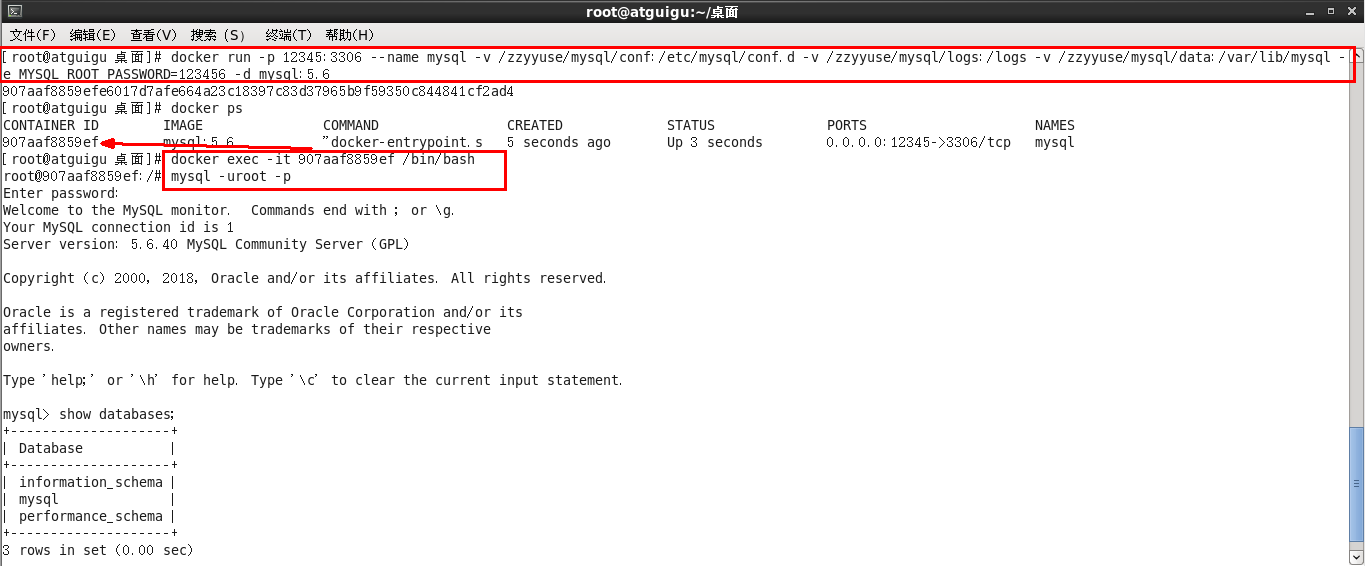 root@atguigu:~/桌面
文件(F) 编辑(E) 查看(V) 搜索 (S) 终端(T) 帮助(H)
[root@atguigu 桌面]# docker run -p 12345:3306 --name mysql -v /zzyyuse/mysql/conf:/etc/mysql/conf.d -v /zzyyuse/mysql/logs:/logs -v /zzyyuse/mysql/data:/var/lib/mysql -
e MYSQL_ROOT_PASSWORD=123456 -d mysql:5.6
907aaf8859efe6017d7afe664a23c18397c83d37965b9f59350c844841cf2ad4
[root@atguigu 桌面]# docker ps
CONTAINER ID IMAGE COMMAND CREATED STATUS PORTS NAMES
907aaf8859ef mysql:5.6 "docker-entrypoint.s 5 seconds ago Up 3 seconds 0.0.0.0:12345->3306/tcp mysql
[root@atguigu 桌面]# docker exec -it 907aaf8859ef /bin/bash
root@907aaf8859ef:/# mysql -uroot -p
Enter password:
Welcome to the MySQL monitor. Commands end with ; or \g.
Your MySQL connection id is 1
Server version: 5.6.40 MySQL Community Server (GPL)
Copyright (c) 2000, 2018, Oracle and/or its affiliates. All rights reserved.
Oracle is a registered trademark of Oracle Corporation and/or its
affiliates. Other names may be trademarks of their respective
owners.
Type 'help;' or '\h' for help. Type '\c' to clear the current input statement.
mysql> show databases;
+--------------------+
| Database |
+--------------------+
| information_schema |
| mysql |
| performance_schema |
+--------------------+
3 rows in set (0.00 sec)